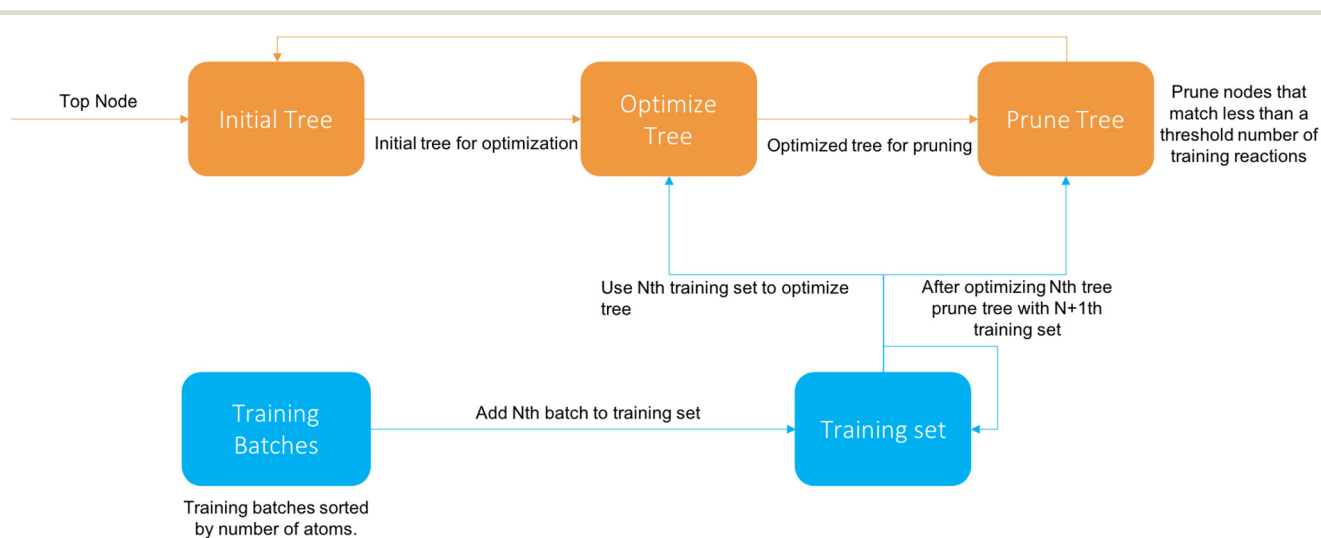 Top Node
Initial Tree
Initial tree for optimization
Optimize
Tree
Optimized tree for pruning
Prune Tree
Prune nodes that
match less than a
threshold number of
training reactions
Use Nth training set to optimize
tree
After optimizing Nth tree
prune tree with N+1th
training set
Training
Batches
Add Nth batch to training set
Training set
Training batches sorted
by number of atoms.